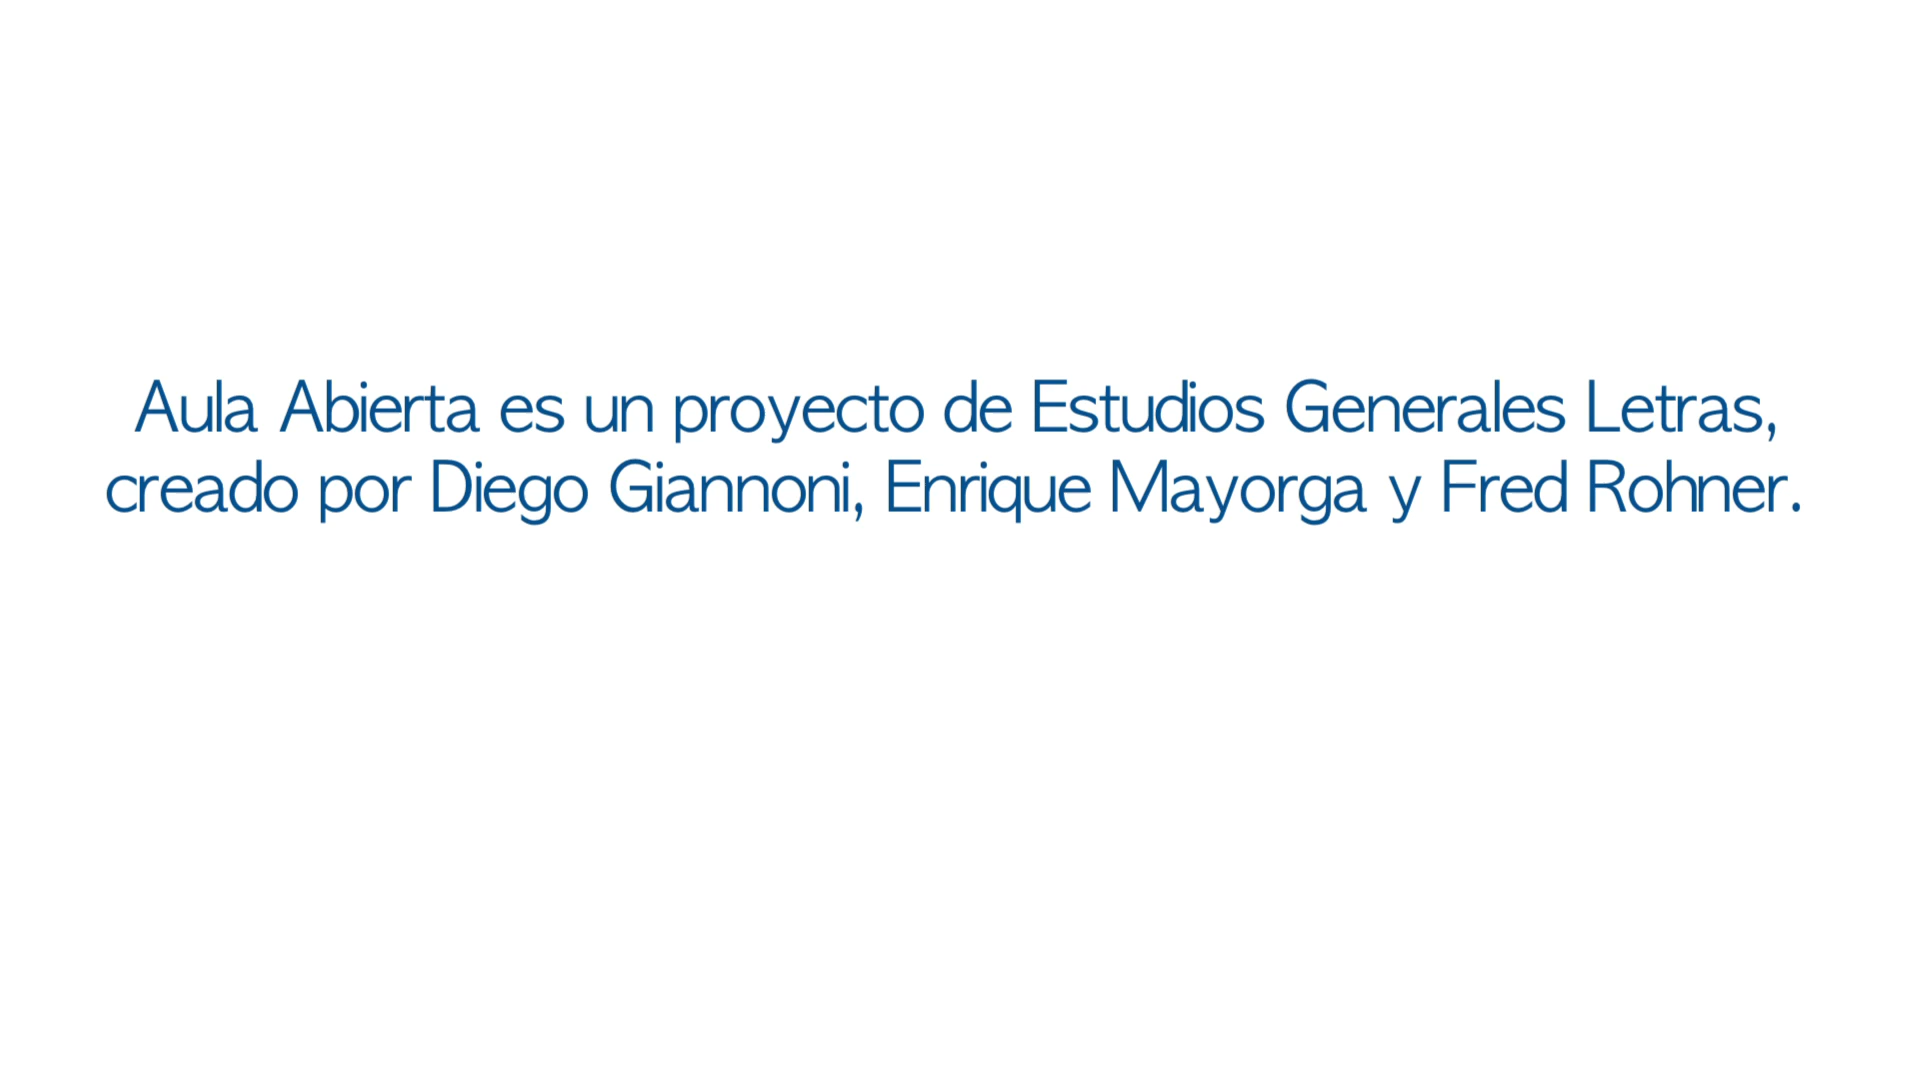 Aula Abierta es un proyecto de Estudios Generales Letras,
creado por Diego Giannoni, Enrique Mayorga y Fred Rohner.